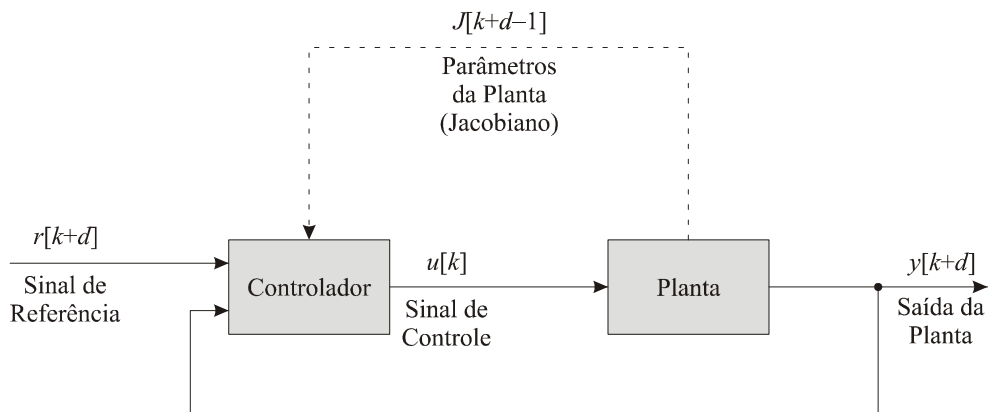 J[k+d–1]
Parâmetros
da Planta
(Jacobiano)
r[k+d]
Sinal de
Referência
Controlador
u[k]
Sinal de
Controle
Planta
y[k+d]
Saída da
Planta